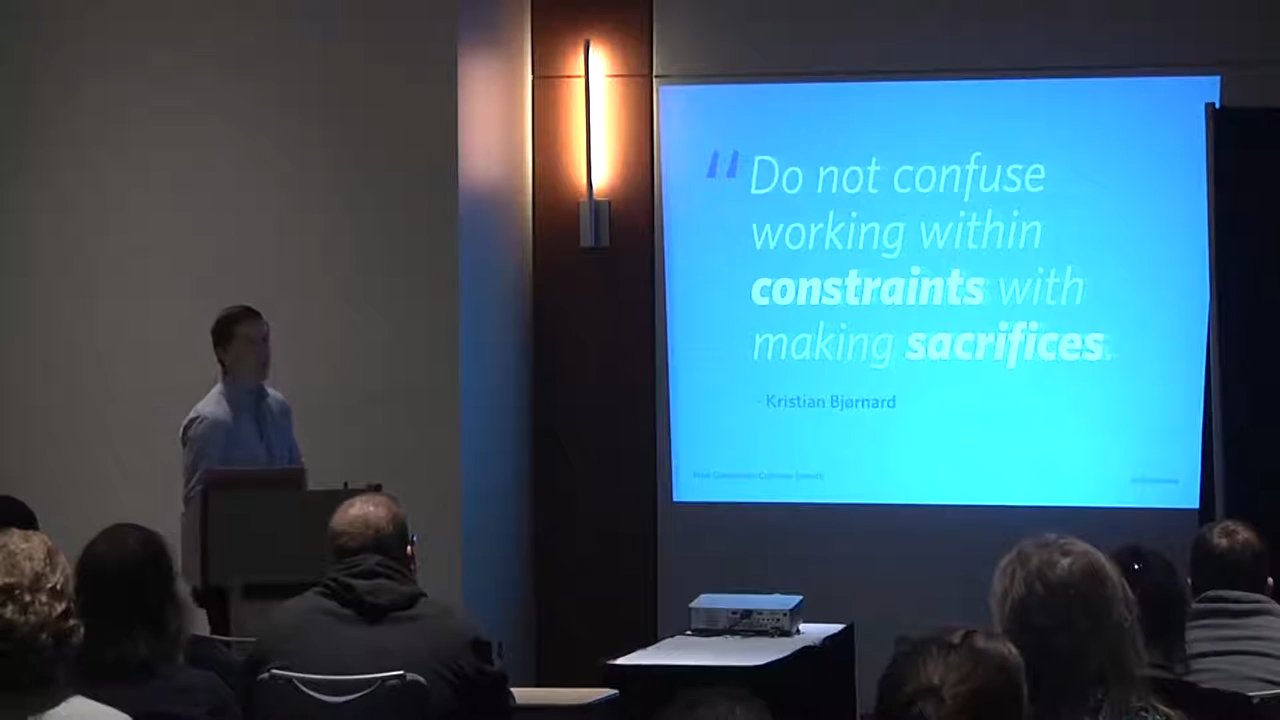 " Do not confuse
working within
constraints with
making sacrifices.
- Kristian Bjørnard